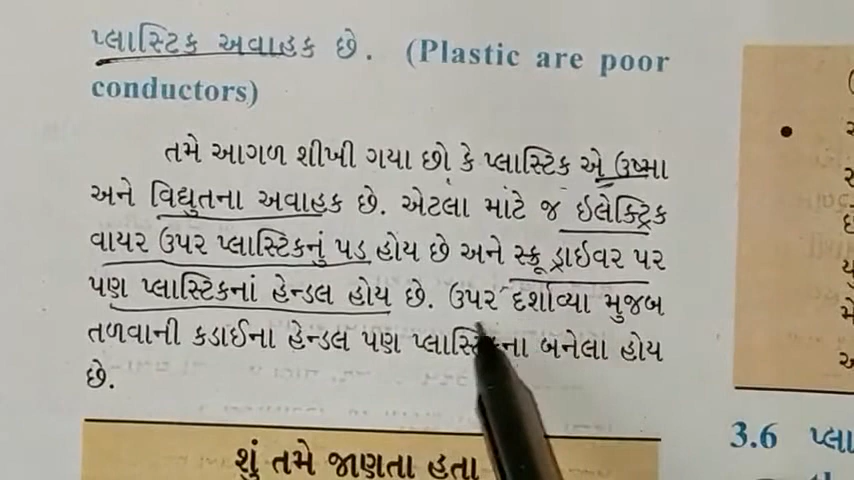 પ્લાસ્ટિક અવાહક છે. (Plastic are poor
conductors)
તમે આગળ શીખી ગયા છો કે પ્લાસ્ટિક એ ઉષ્મા
અને વિદ્યુતના અવાહક છે. એટલા માટે જ ઇલેક્ટ્રિક
વાયર ઉપર પ્લાસ્ટિકનું પડ હોય છે અને સ્ક્રૂ ડ્રાઇવર પર
પણ પ્લાસ્ટિકનાં હેન્ડલ હોય છે. ઉપર દર્શાવ્યા મુજબ
તળવાની કડાઈના હેન્ડલ પણ પ્લાસ્ટિકના બનેલા હોય
છે.
શું તમે જાણતા હતા
3.6